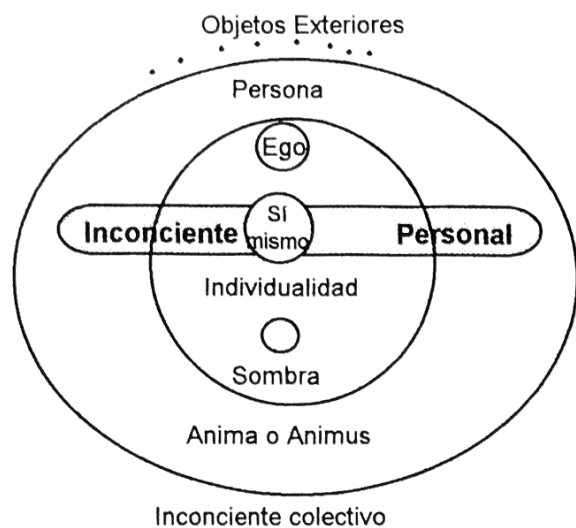 Objetos Exteriores
Persona
Ego
Sí
mismo
Inconciente Personal
Individualidad
Sombra
Anima o Animus
Inconciente colectivo